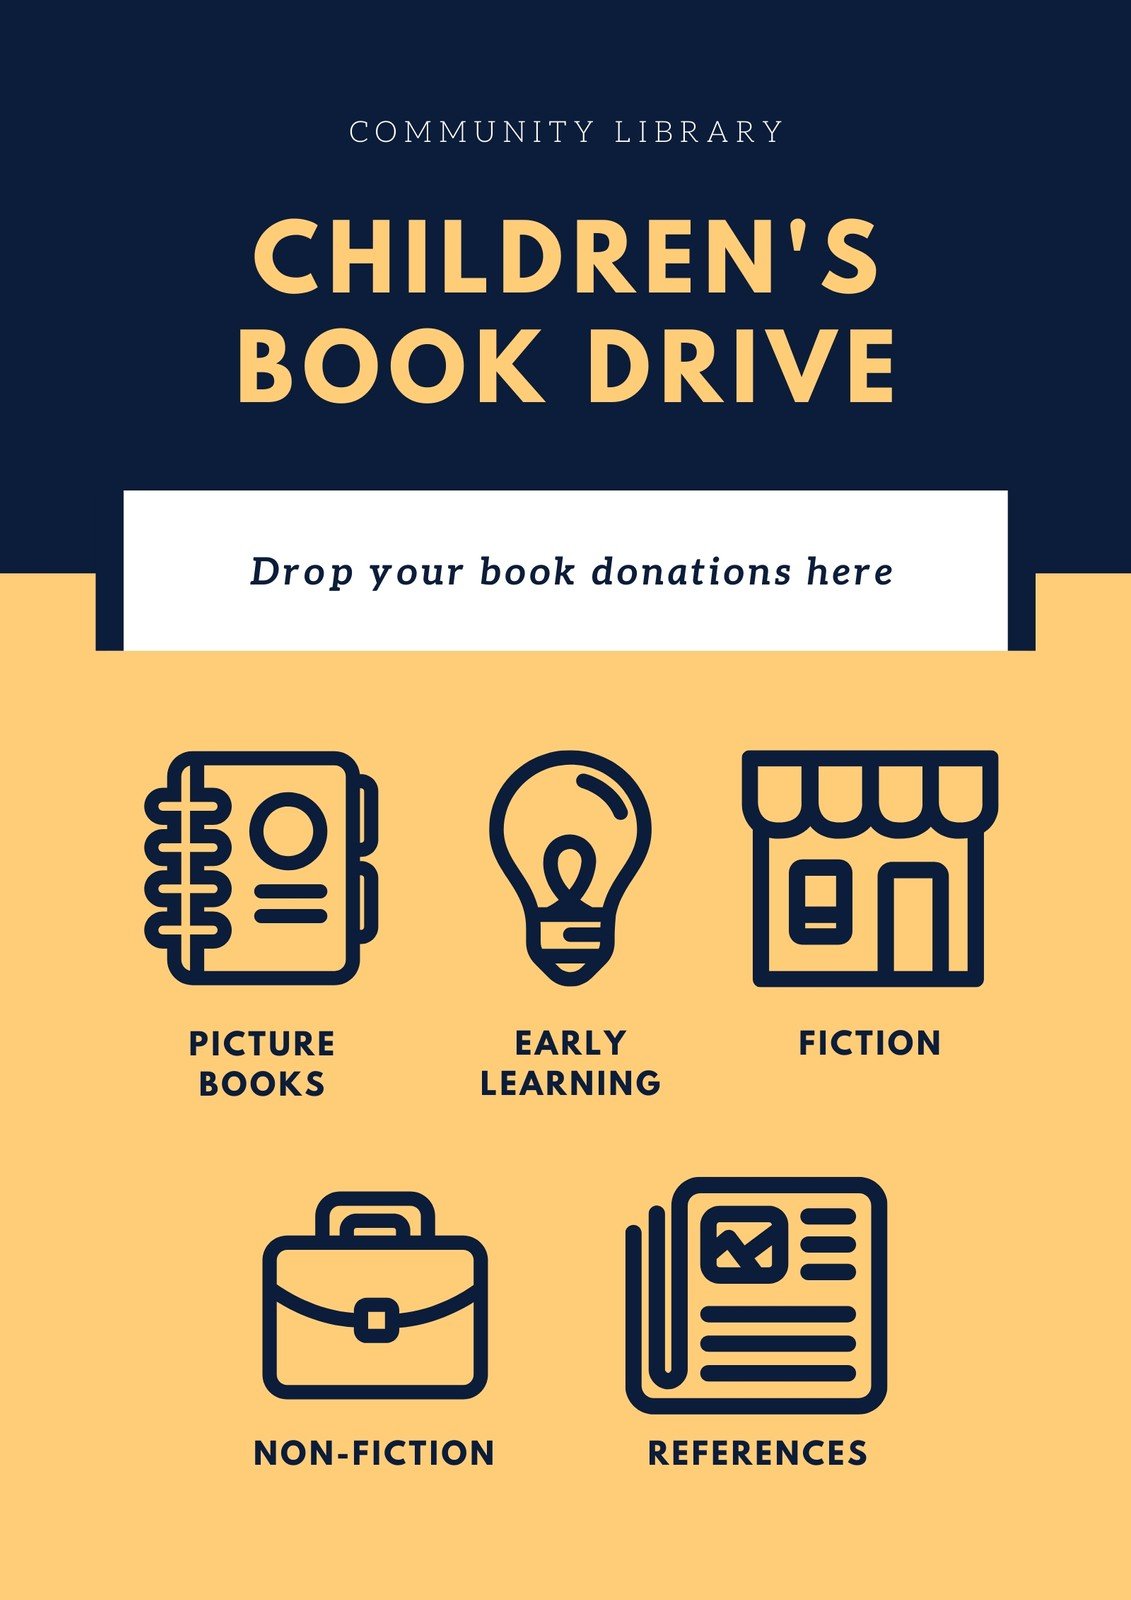 COMMUNITY LIBRARY
CHILDREN'S
BOOK DRIVE
Drop your book donations here
PICTURE
BOOKS
EARLY
LEARNING
FICTION
NON-FICTION
REFERENCES